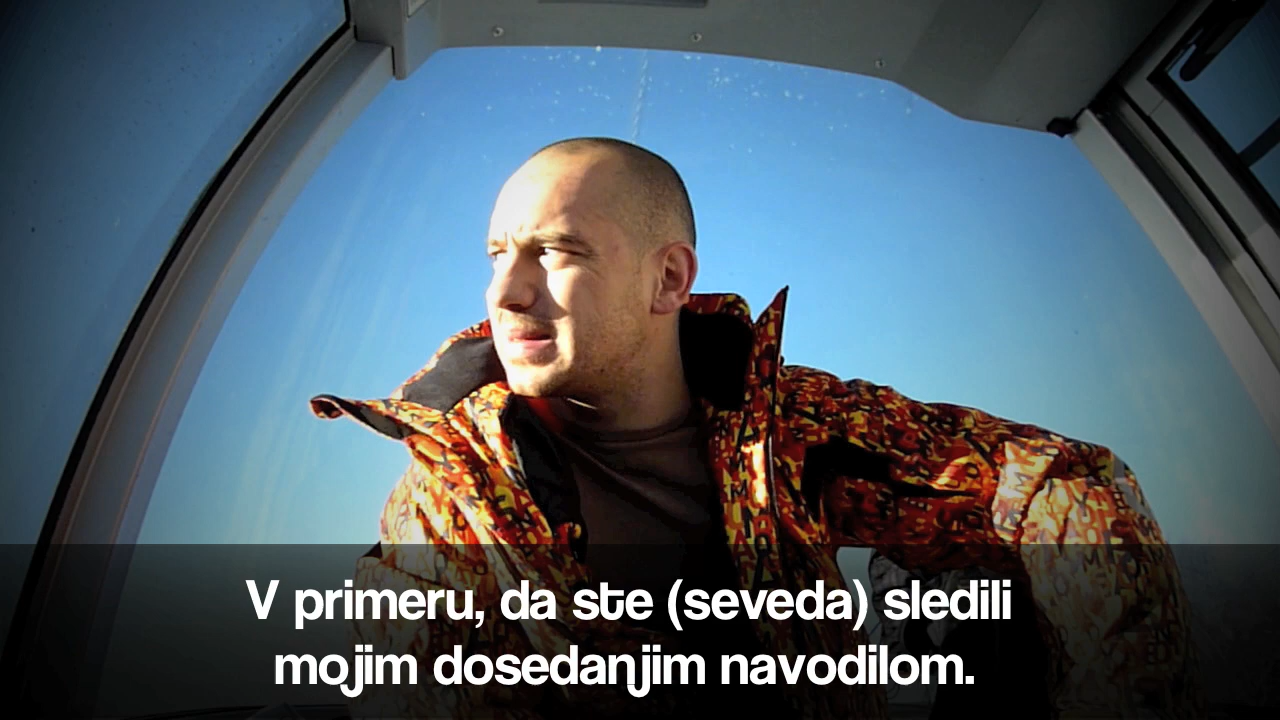 V primeru, da ste (seveda) sledili
mojim dosedanjim navodilom.